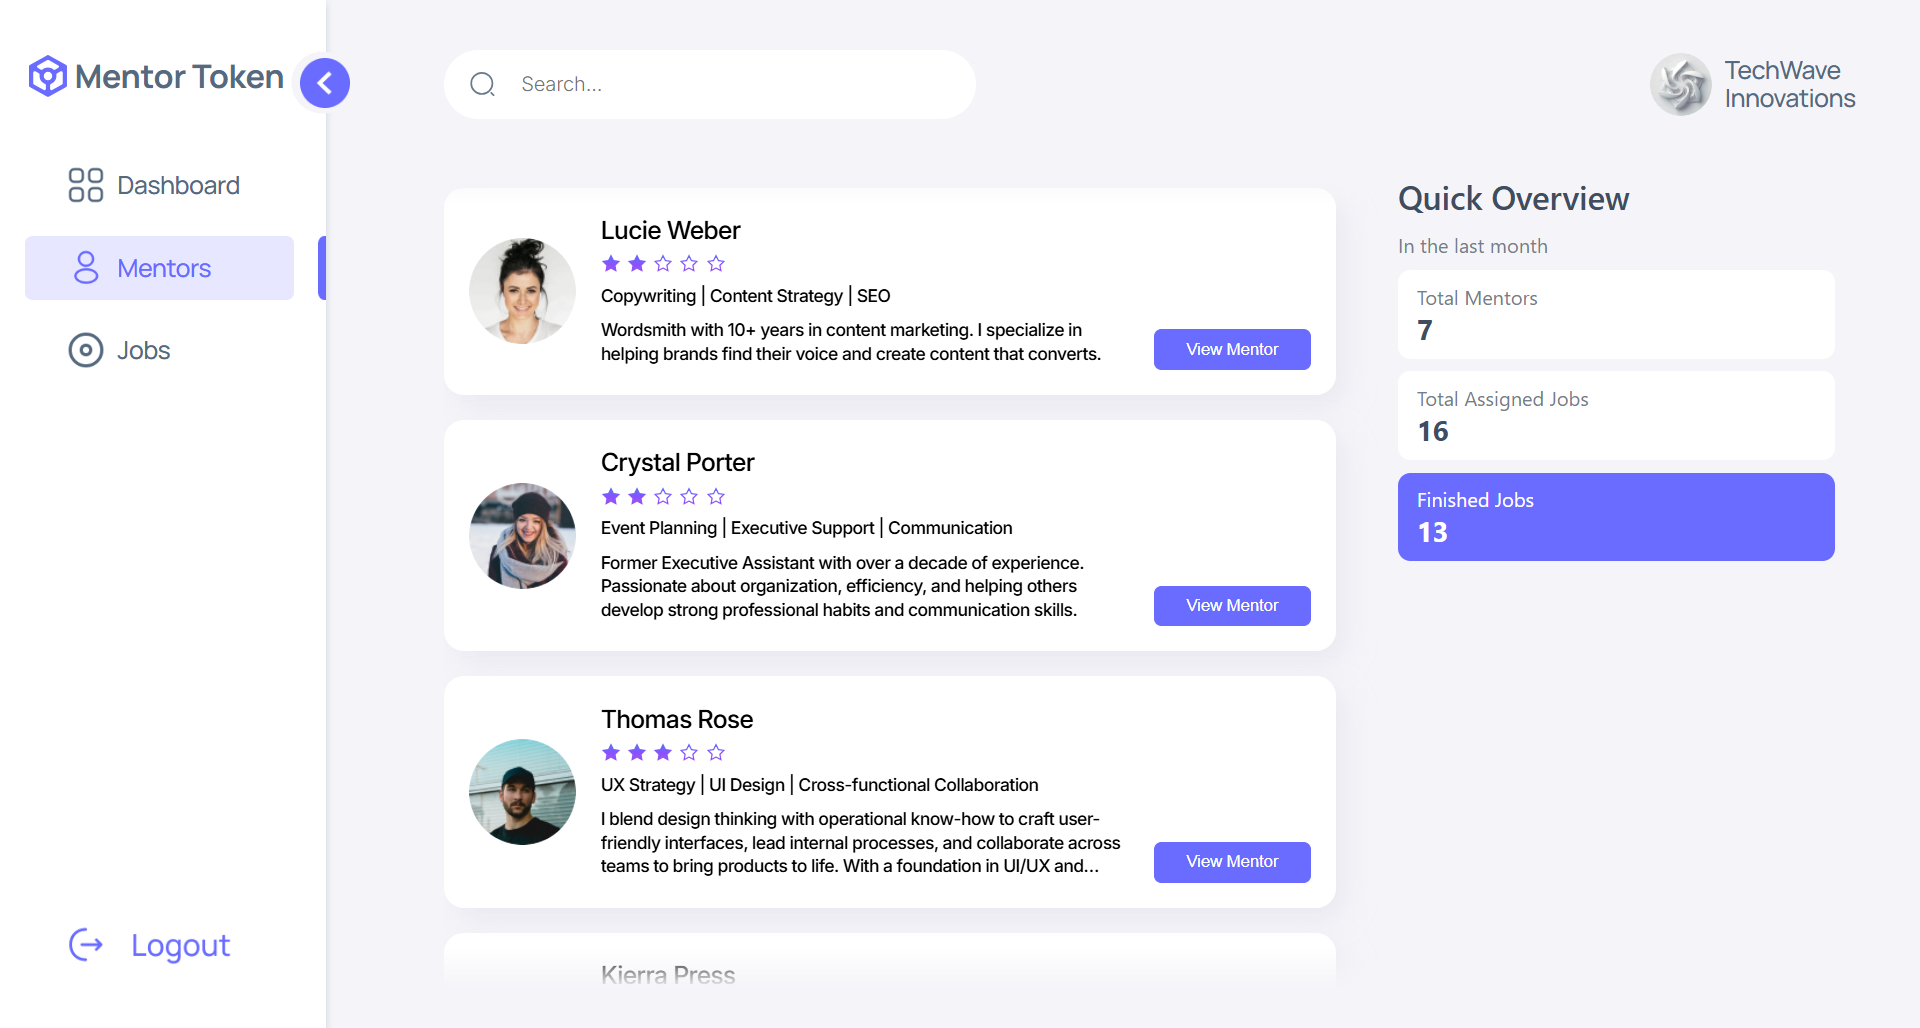 Mentor Token
Dashboard
Mentors
Jobs
Logout
Search...
TechWave
Innovations
Lucie Weber
Copywriting | Content Strategy | SEO
Wordsmith with 10+ years in content marketing. I specialize in
helping brands find their voice and create content that converts.
View Mentor
Crystal Porter
Event Planning | Executive Support | Communication
Former Executive Assistant with over a decade of experience.
Passionate about organization, efficiency, and helping others
develop strong professional habits and communication skills.
View Mentor
Thomas Rose
UX Strategy | UI Design | Cross-functional Collaboration
I blend design thinking with operational know-how to craft user-
friendly interfaces, lead internal processes, and collaborate across
teams to bring products to life. With a foundation in UI/UX and...
View Mentor
Kierra Press
Quick Overview
In the last month
Total Mentors
7
Total Assigned Jobs
16
Finished Jobs
13